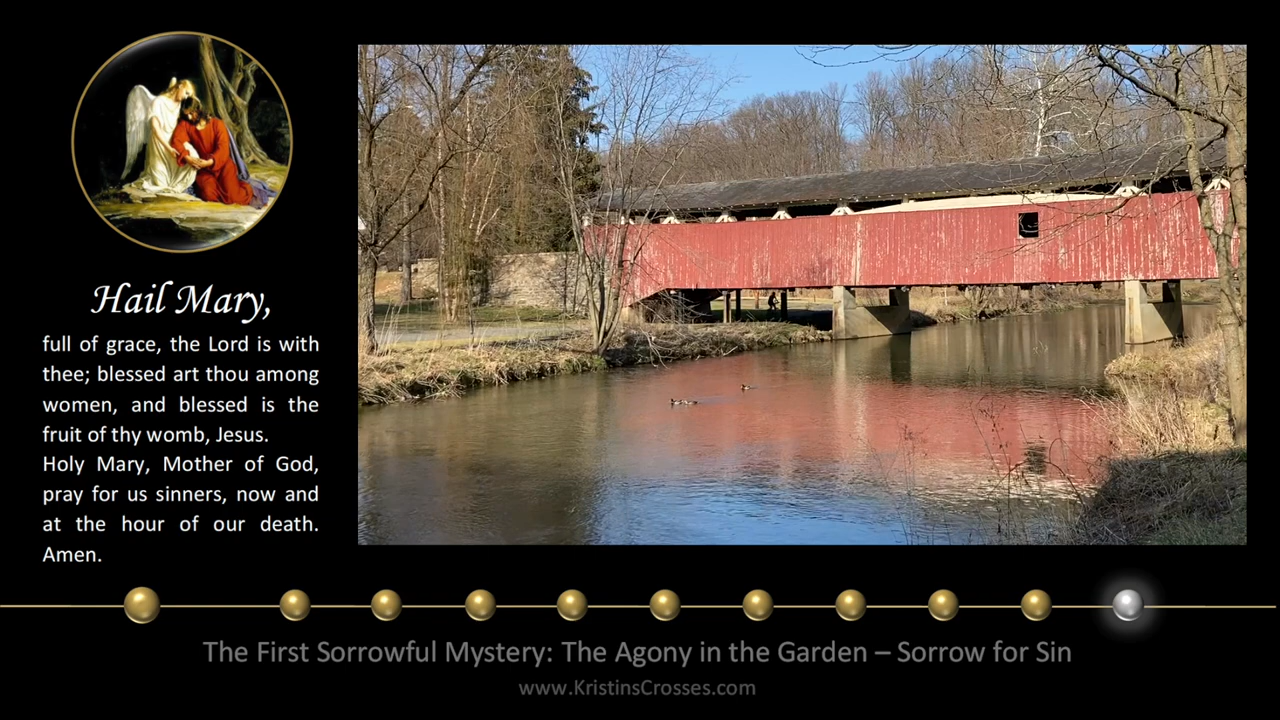 Hail Mary,
full of grace, the Lord is with
thee; blessed art thou among
women, and blessed is the
fruit of thy womb, Jesus.
Holy Mary, Mother of God,
pray for us sinners, now and
at the hour of our death.
Amen.
The First Sorrowful Mystery: The Agony in the Garden – Sorrow for Sin
www.KristinsCrosses.com